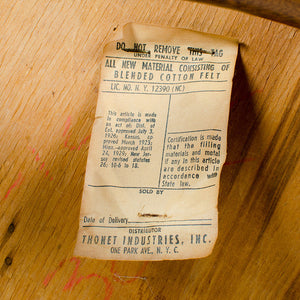 DO NOT REMOVE THIS TAG
UNDER PENALTY OF LAW
ALL NEW MATERIAL CONSISTING OF
BLENDED COTTON FELT
LIC. NO. N. Y. 12390 (NC)
This article is made
in compliance with
an act of: Dist. of
Col. approved July 3,
1926; Kansas, ap-
proved March 1923;
Minn., approved April
24, 1929; New Jer-
sey revised statutes
26; 10-6 to 18.
Certification is made
that the filling
materials and metal
if any in this article
are described in
accordance with
State law.
SOLD BY
Date of Delivery
DISTRIBUTOR
THONET INDUSTRIES, INC.
ONE PARK AVE., N. Y. C.